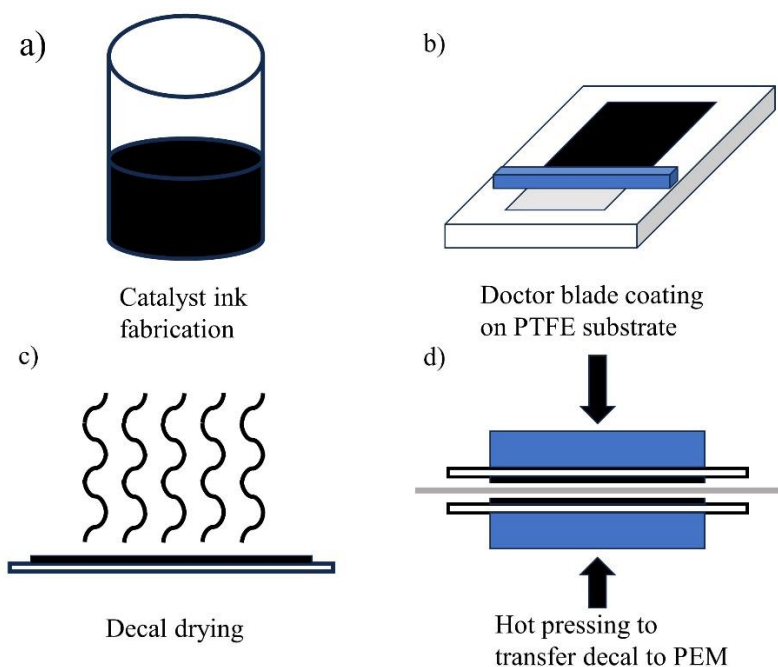 a)
b)
Catalyst ink
fabrication
Doctor blade coating
on PTFE substrate
c)
d)
Decal drying
Hot pressing to
transfer decal to PEM